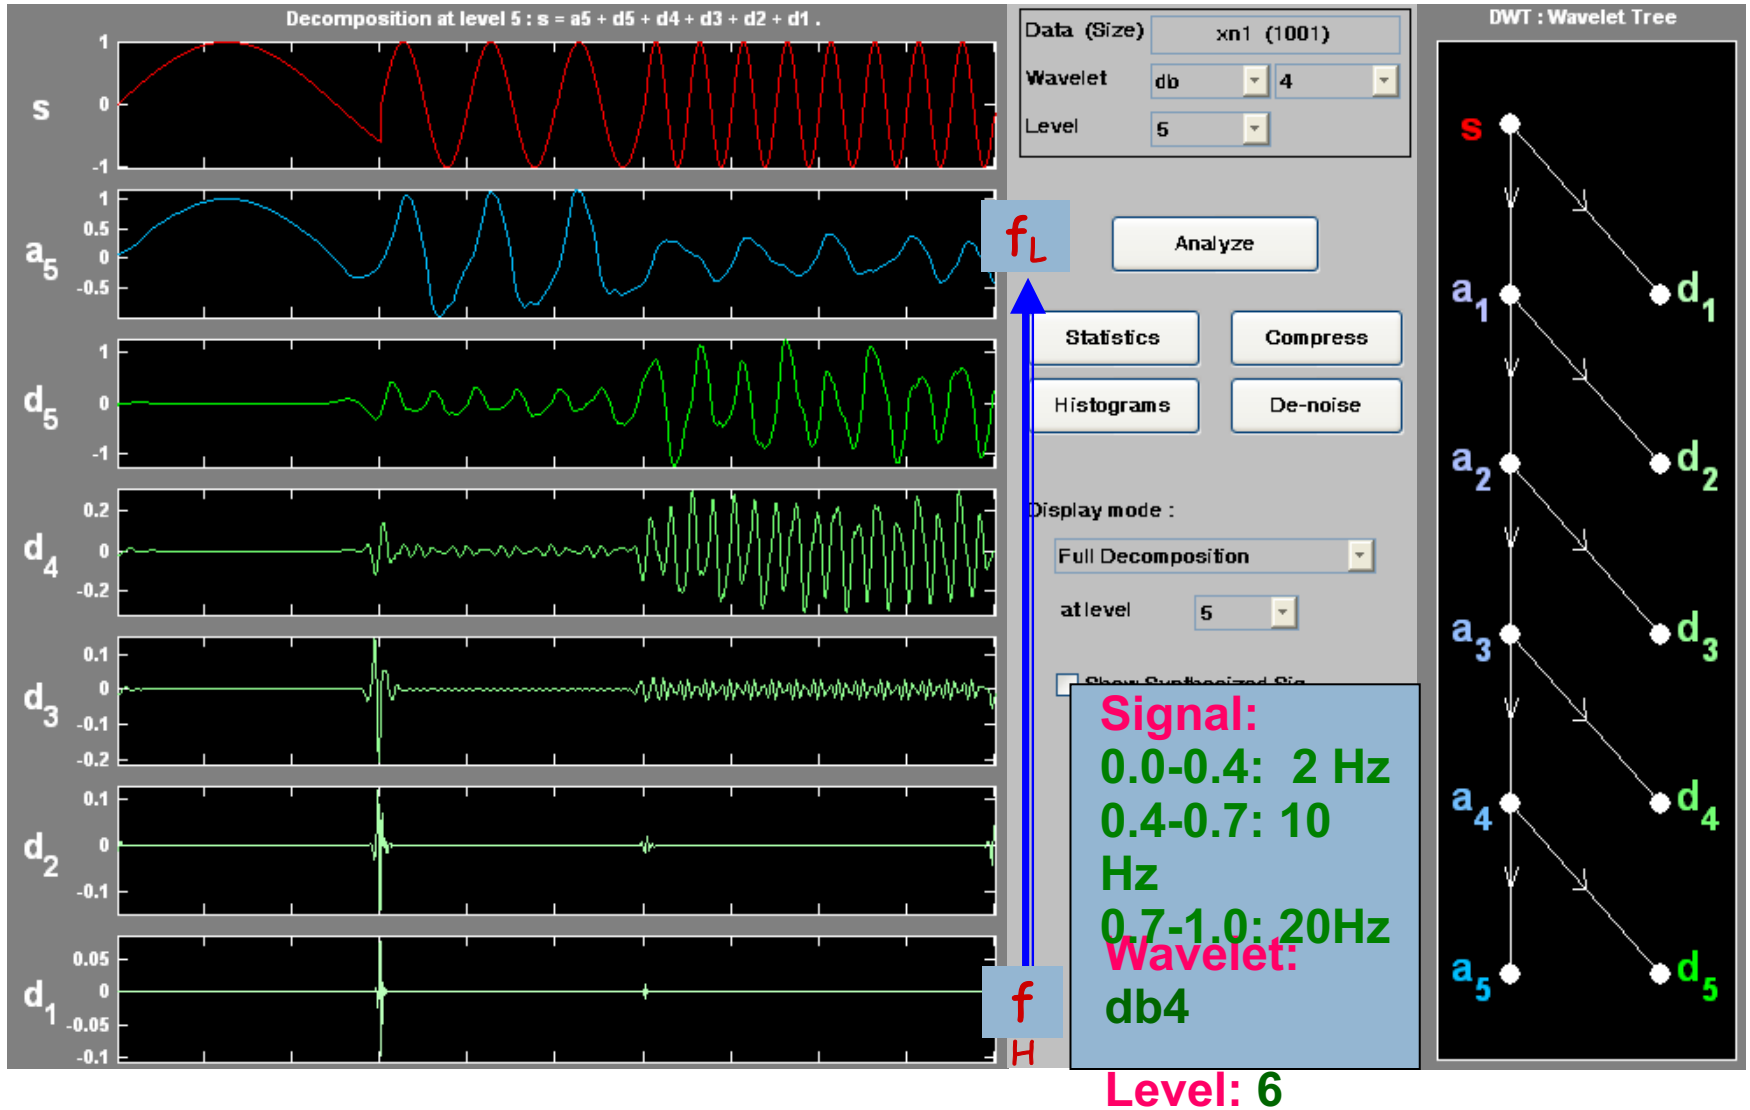 Decomposition at level 5 : s = a5 + d5 + d4 + d3 + d2 + d1 .
s
1
0
-1
a5
1
0.5
0
-0.5
d5
1
0
-1
d4
0.2
0
-0.2
d3
0.1
0
-0.1
-0.2
d2
0.1
0
-0.1
d1
0.05
0
-0.05
-0.1
fL
f
H
Data (Size)
xn1 (1001)
Wavelet
db
4
Level
5
Analyze
Statistics
Compress
Histograms
De-noise
Display mode :
Full Decomposition
at level
5
Show Synthesized Sig
Signal:
0.0-0.4: 2 Hz
0.4-0.7: 10
Hz
0.7-1.0: 20Hz
Wavelet:
db4
Level: 6
DWT : Wavelet Tree
s
a1
d1
a2
d2
a3
d3
a4
d4
a5
d5